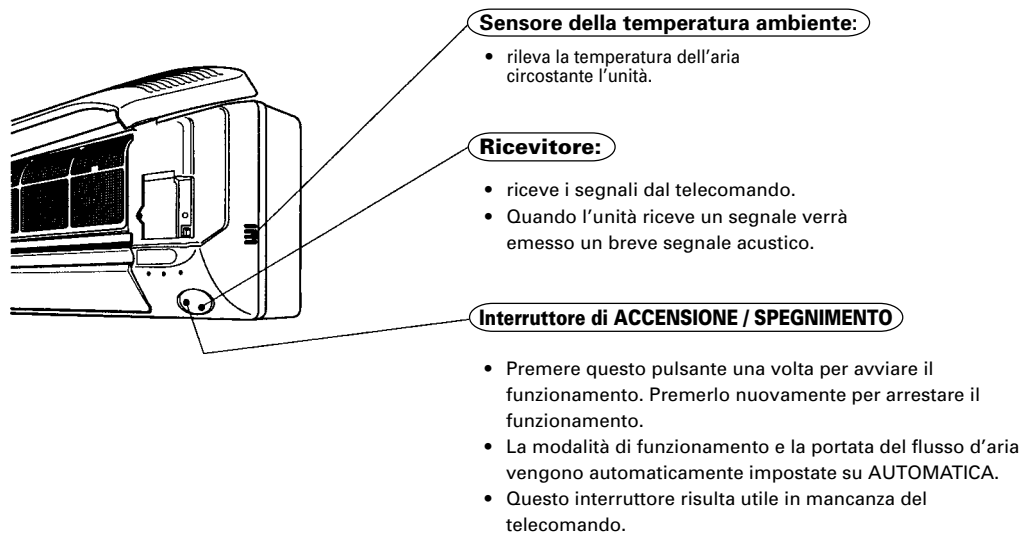 Sensore della temperatura ambiente:
• rileva la temperatura dell'aria
circostante l'unità.
Ricevitore:
• riceve i segnali dal telecomando.
• Quando l'unità riceve un segnale verrà
emesso un breve segnale acustico.
Interruttore di ACCENSIONE / SPEGNIMENTO
• Premere questo pulsante una volta per avviare il
funzionamento. Premerlo nuovamente per arrestare il
funzionamento.
• La modalità di funzionamento e la portata del flusso d'aria
vengono automaticamente impostate su AUTOMATICA.
• Questo interruttore risulta utile in mancanza del
telecomando.